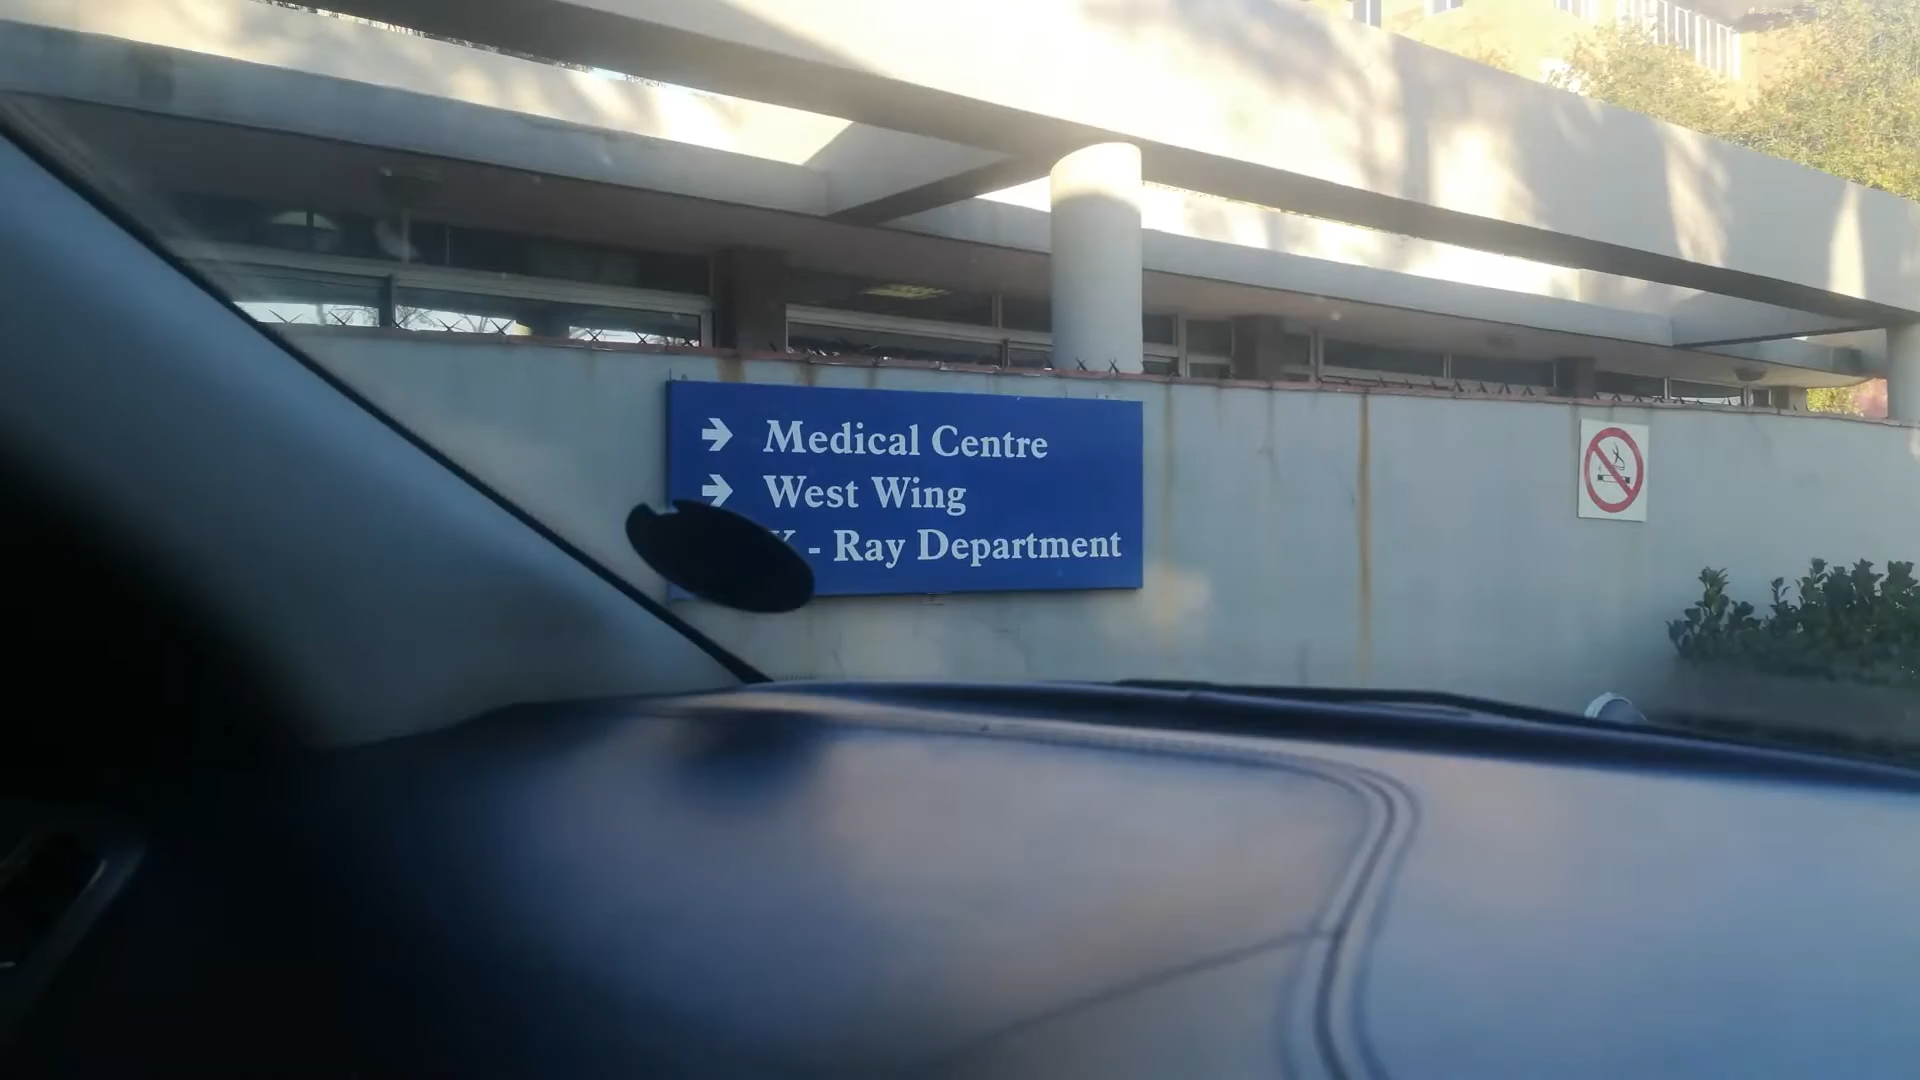 → Medical Centre
→ West Wing
X - Ray Department